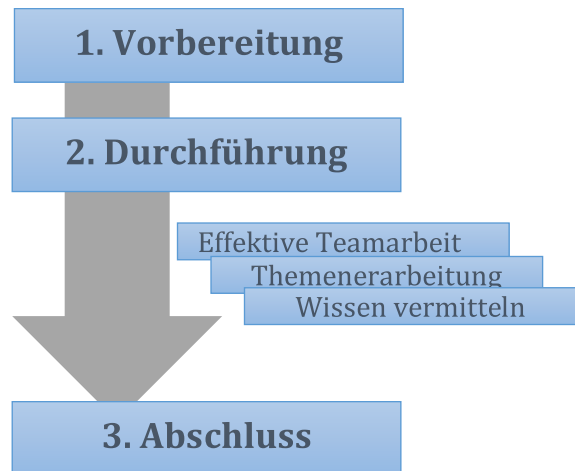 1. Vorbereitung
2. Durchführung
Effektive Teamarbeit
Themenerarbeitung
Wissen vermitteln
3. Abschluss